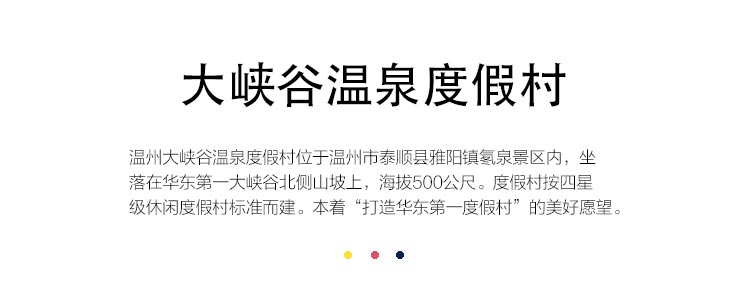 大峡谷温泉度假村
温州大峡谷温泉度假村位于温州市泰顺县雅阳镇氡泉景区内，坐
落在华东第一大峡谷北侧山坡上，海拔500公尺。度假村按四星
级休闲度假村标准而建。本着“打造华东第一度假村”的美好愿望。